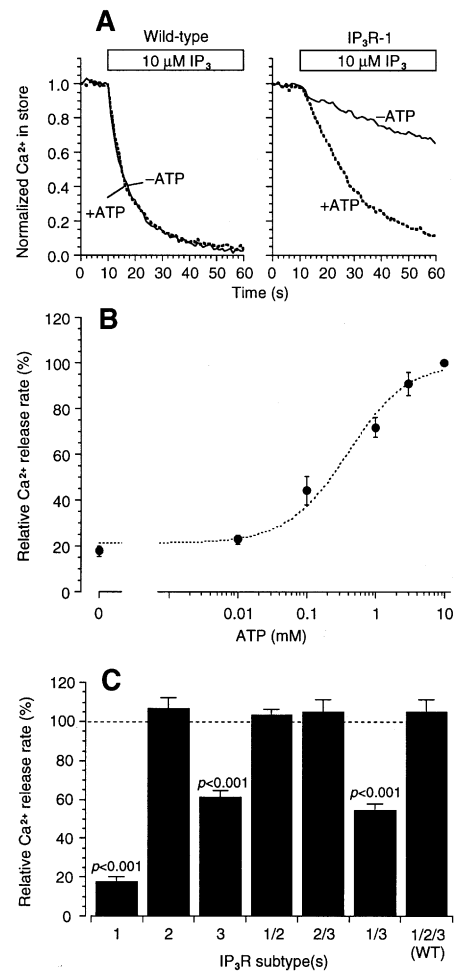 A
Wild-type
IP3R-1
10 µM IP3
10 µM IP3
Normalized Ca2+ in store
1.0
0.8
0.6
0.4
0.2
0.0
−ATP
+ATP
−ATP
+ATP
0 10 20 30 40 50 60
0 10 20 30 40 50 60
Time (s)
B
Relative Ca2+ release rate (%)
120
100
80
60
40
20
0
0 0.01 0.1 1 10
ATP (mM)
C
Relative Ca2+ release rate (%)
120
100
80
60
40
20
0
p<0.001
p<0.001
p<0.001
1 2 3 1/2 2/3 1/3 1/2/3
(WT)
IP3R subtype(s)